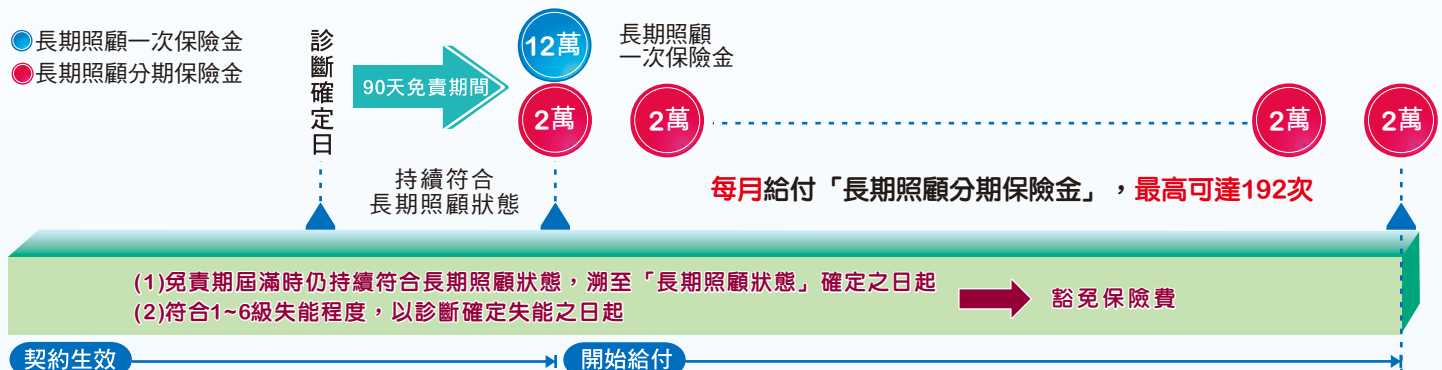 長期照顧一次保險金
長期照顧分期保險金
診斷確定日
90天免責期間
持續符合
長期照顧狀態
12萬
長期照顧
一次保險金
2萬
2萬
2萬
2萬
每月給付「長期照顧分期保險金」，最高可達192次
(1)免責期屆滿時仍持續符合長期照顧狀態，溯至「長期照顧狀態」確定之日起
(2)符合1~6級失能程度，以診斷確定失能之日起
豁免保險費
契約生效
開始給付